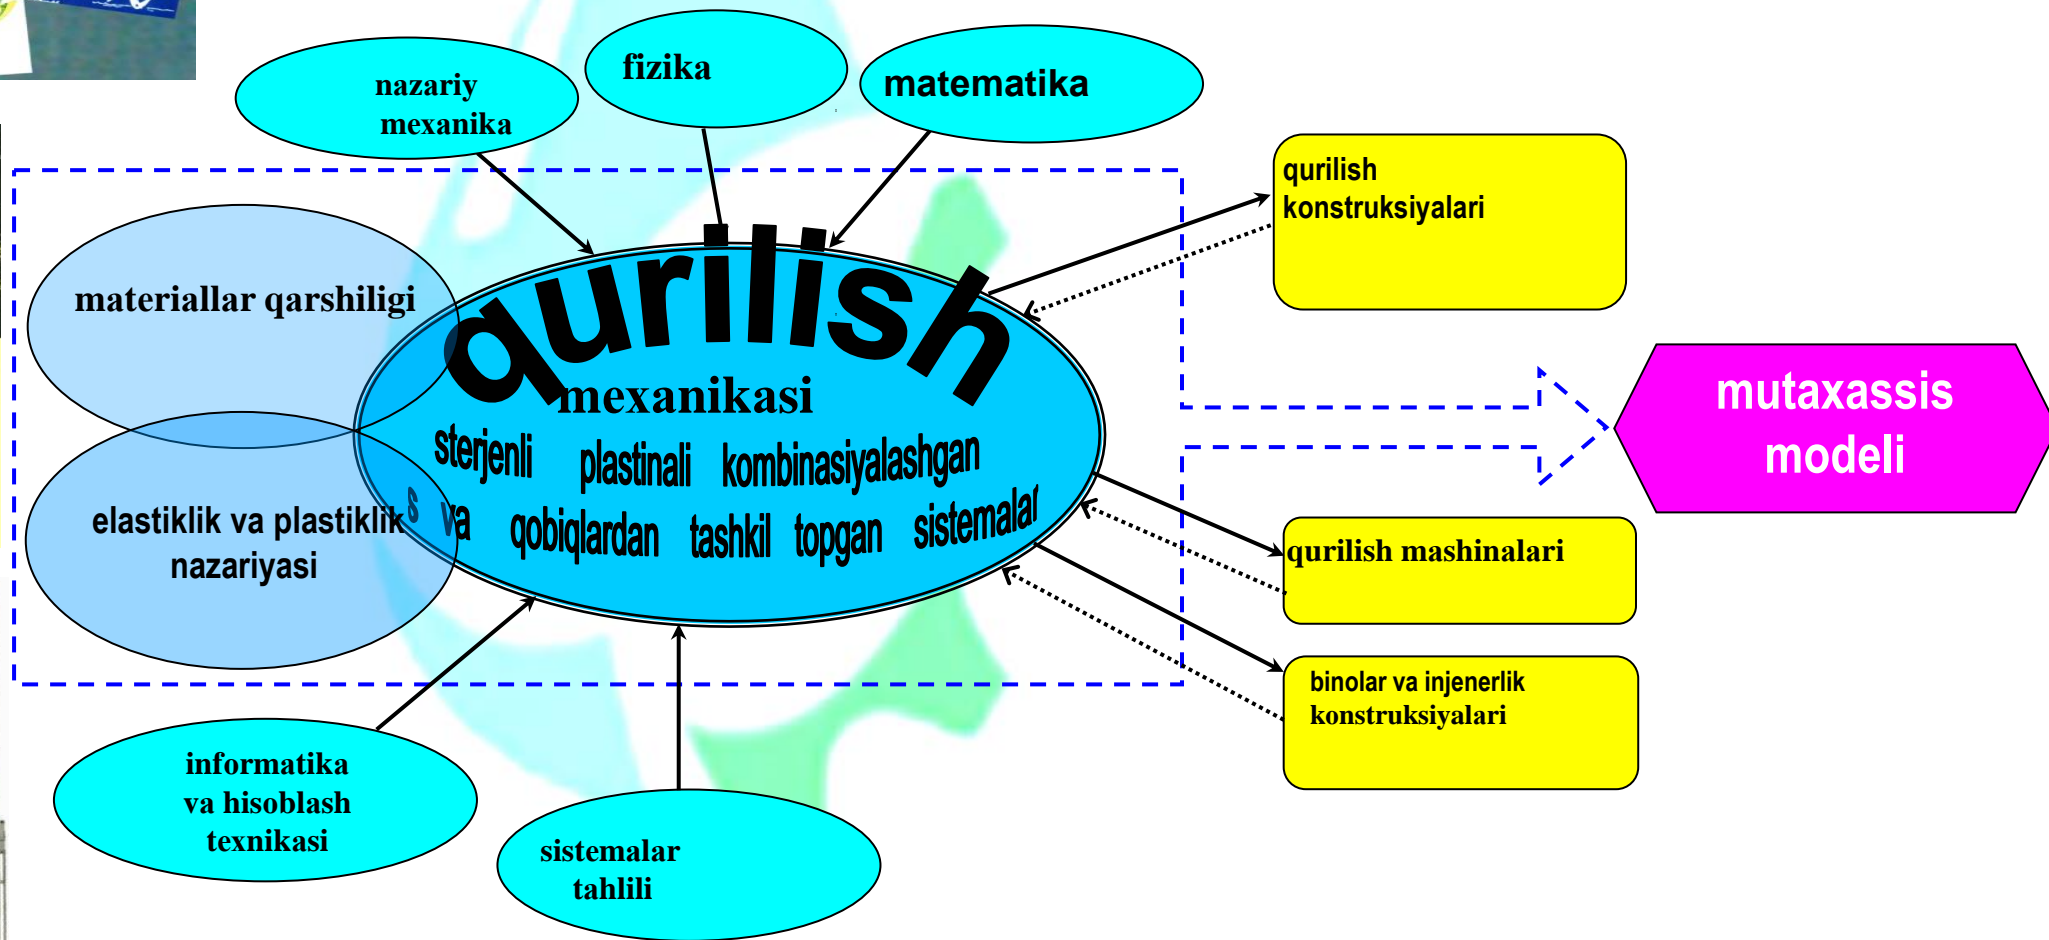 nazariy
mexanika
fizika
matematika
qurilish
konstruksiyalari
materiallar qarshiligi
qurilish
mexanikasi
sterjenli plastinali kombinasiyalashgan
s va qobiqlardan tashkil topgan sistemalar
elastiklik va plastiklik
nazariyasi
mutaxassis
modeli
qurilish mashinalari
binolar va injenerlik
konstruksiyalari
informatika
va hisoblash
texnikasi
sistemalar
tahlili